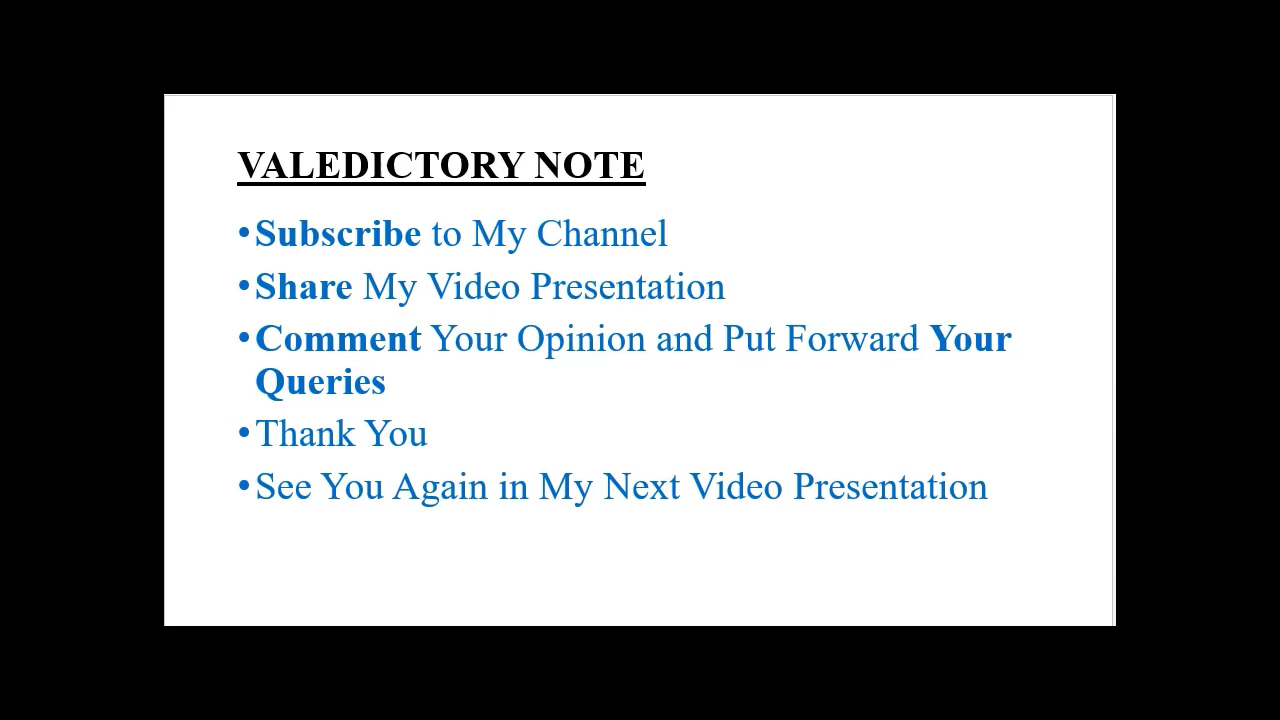 VALEDICTORY NOTE
•Subscribe to My Channel
•Share My Video Presentation
•Comment Your Opinion and Put Forward Your
Queries
•Thank You
•See You Again in My Next Video Presentation